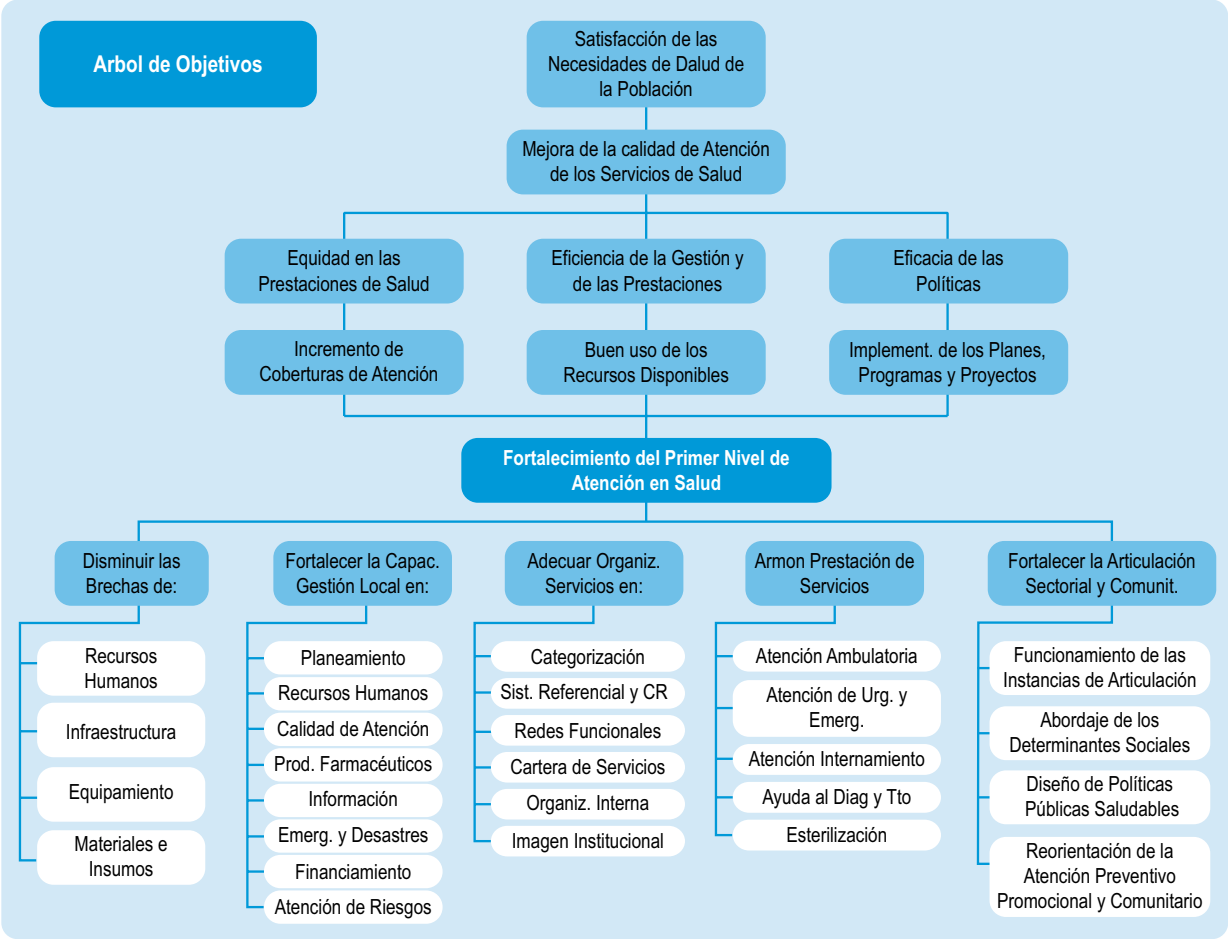 Arbol de Objetivos
Satisfacción de las
Necesidades de Dalud de
la Población
Mejora de la calidad de Atención
de los Servicios de Salud
Equidad en las
Prestaciones de Salud
Eficiencia de la Gestión y
de las Prestaciones
Eficacia de las
Políticas
Incremento de
Coberturas de Atención
Buen uso de los
Recursos Disponibles
Implement. de los Planes,
Programas y Proyectos
Fortalecimiento del Primer Nivel de
Atención en Salud
Disminuir las
Brechas de:
Recursos
Humanos
Infraestructura
Equipamiento
Materiales e
Insumos
Fortalecer la Capac.
Gestión Local en:
Planeamiento
Recursos Humanos
Calidad de Atención
Prod. Farmacéuticos
Información
Emerg. y Desastres
Financiamiento
Atención de Riesgos
Adecuar Organiz.
Servicios en:
Categorización
Sist. Referencial y CR
Redes Funcionales
Cartera de Servicios
Organiz. Interna
Imagen Institucional
Armon Prestación de
Servicios
Atención Ambulatoria
Atención de Urg. y
Emerg.
Atención Internamiento
Ayuda al Diag y Tto
Esterilización
Fortalecer la Articulación
Sectorial y Comunit.
Funcionamiento de las
Instancias de Articulación
Abordaje de los
Determinantes Sociales
Diseño de Políticas
Públicas Saludables
Reorientación de la
Atención Preventivo
Promocional y Comunitario